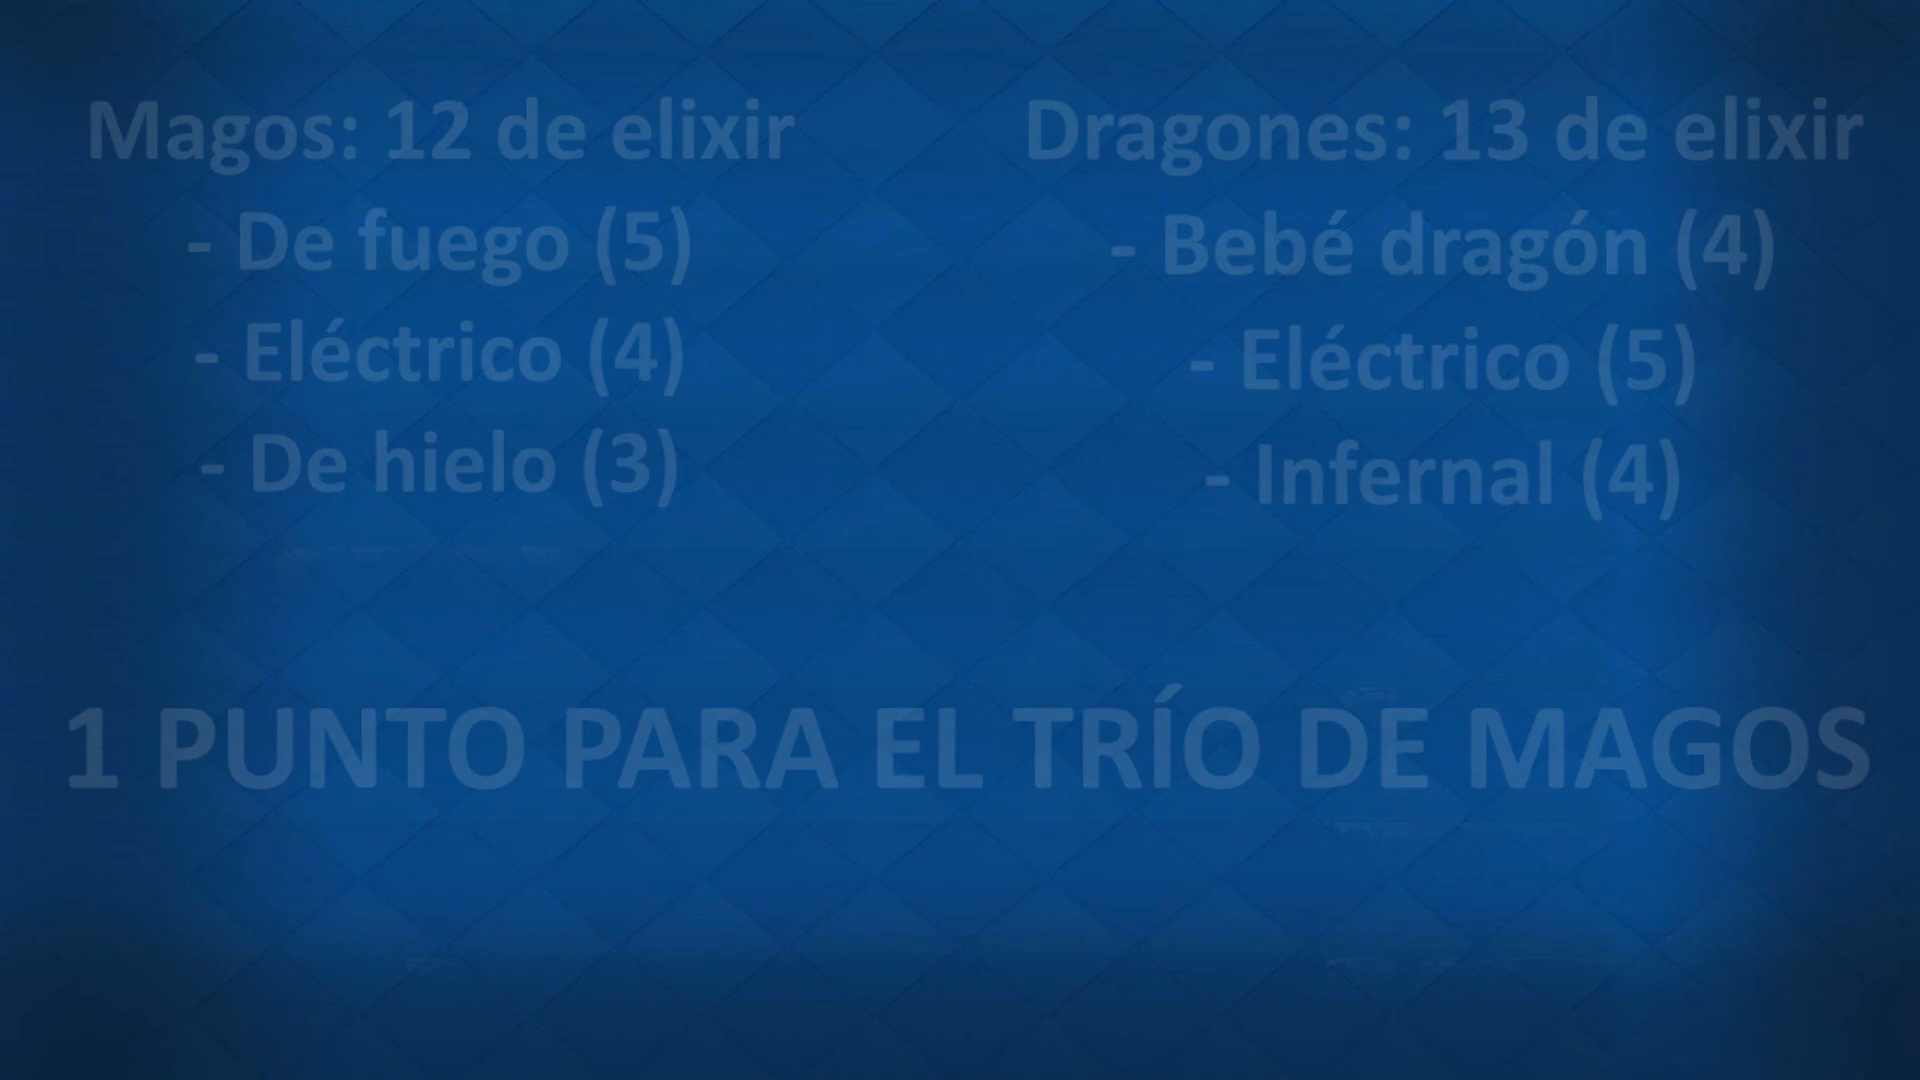 Magos: 12 de elixir
- De fuego (5)
- Eléctrico (4)
- De hielo (3)
Dragones: 13 de elixir
- Bebé dragón (4)
- Eléctrico (5)
- Infernal (4)
1 PUNTO PARA EL TRÍO DE MAGOS